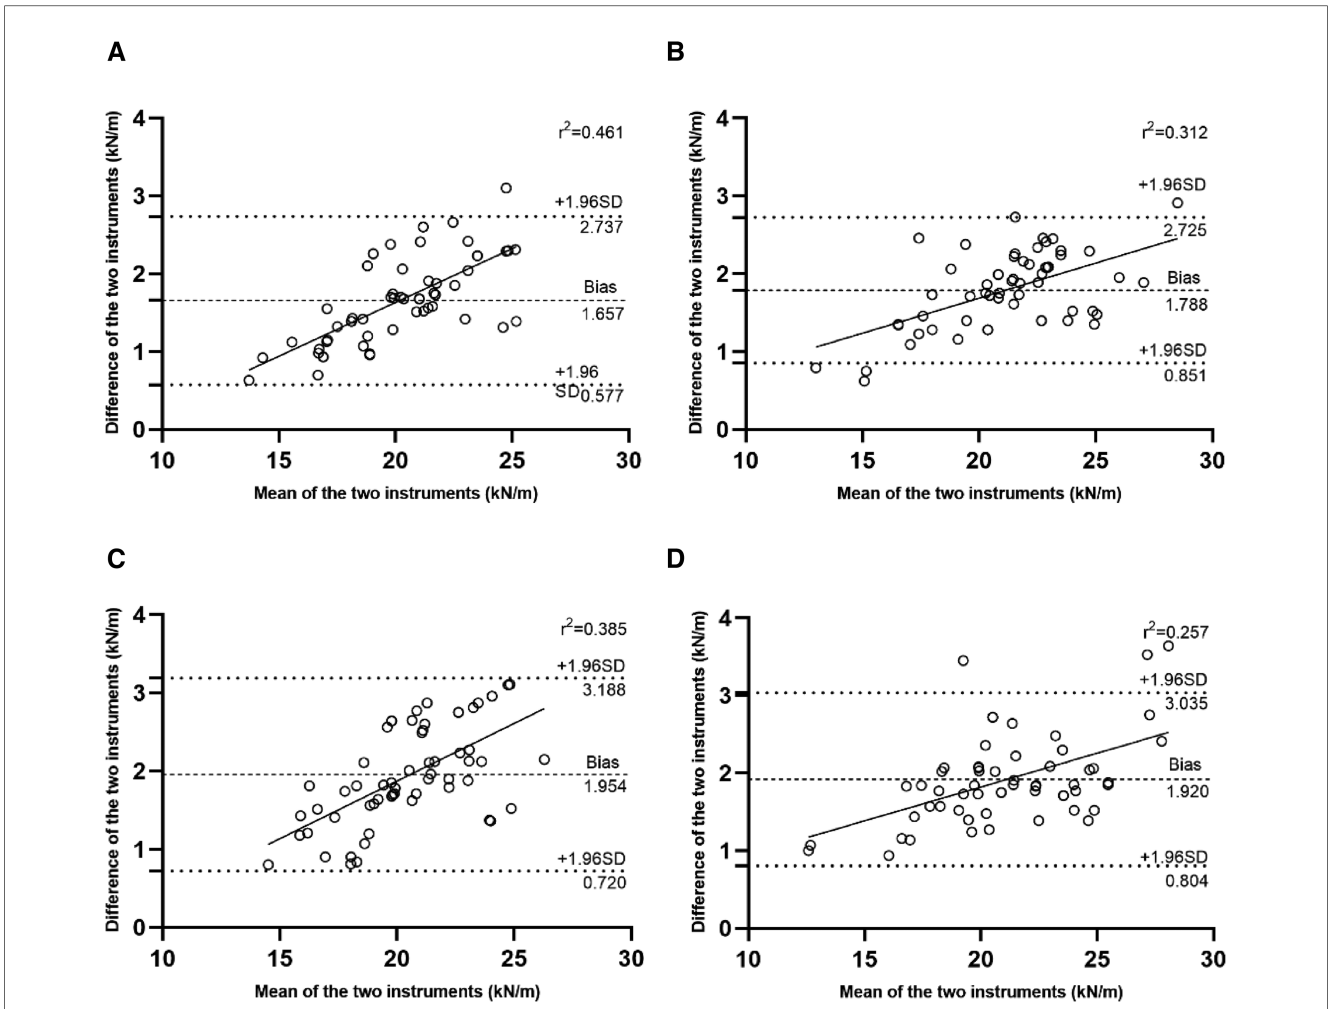 A
Difference of the two instruments (kN/m)
4
3
2
1
0
r²=0.461
+1.96SD
2.737
Bias
1.657
+1.96
SD0.577
10 15 20 25 30
Mean of the two instruments (kN/m)
B
Difference of the two instruments (kN/m)
4
3
2
1
0
r²=0.312
+1.96SD
2.725
Bias
1.788
+1.96SD
0.851
10 15 20 25 30
Mean of the two instruments (kN/m)
C
Difference of the two instruments (kN/m)
4
3
2
1
0
r²=0.385
+1.96SD
3.188
Bias
1.954
+1.96SD
0.720
10 15 20 25 30
Mean of the two instruments (kN/m)
D
Difference of the two instruments (kN/m)
4
3
2
1
0
r²=0.257
+1.96SD
3.035
Bias
1.920
+1.96SD
0.804
10 15 20 25 30
Mean of the two instruments (kN/m)